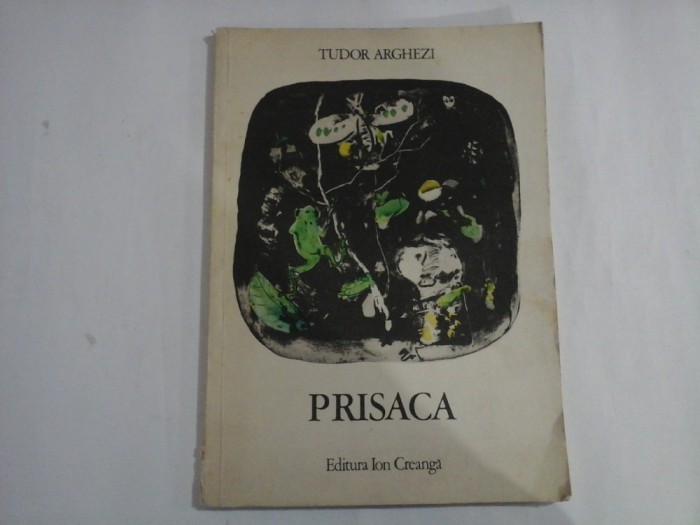 TUDOR ARGHEZI
PRISACA
Editura Ion Creangă